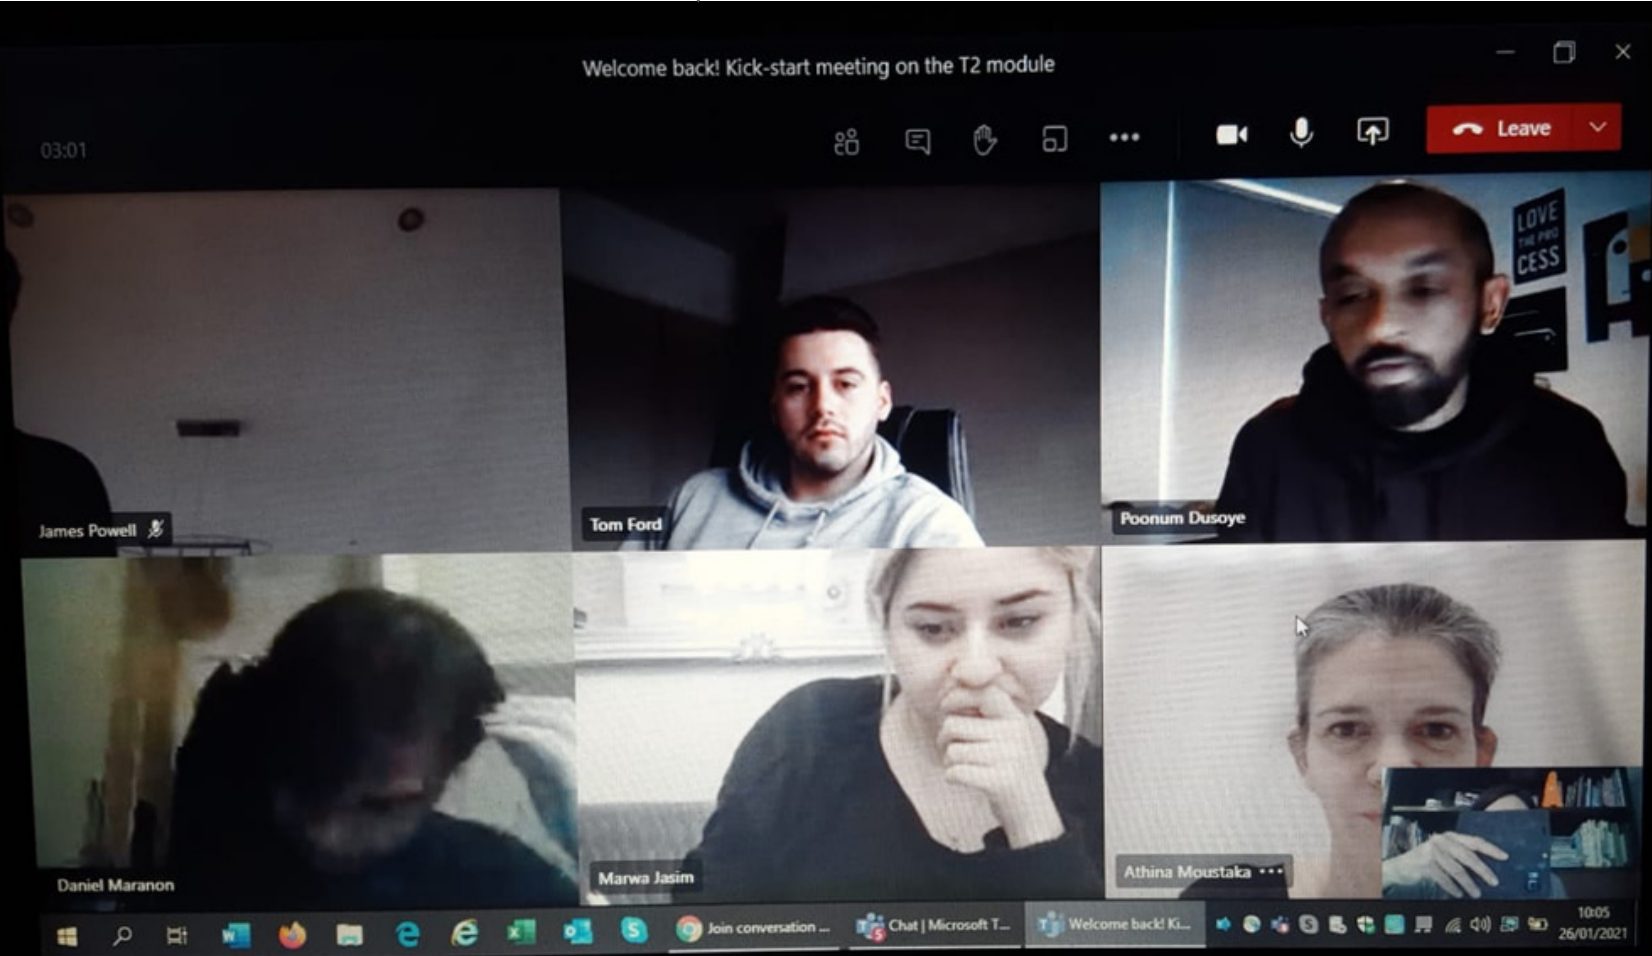 Welcome back! Kick-start meeting on the T2 module
03:01
Leave
LOVE
THE PRO
CESS
James Powell
Tom Ford
Poonum Dusoye
Daniel Maranon
Marwa Jasim
Athina Moustaka
Join conversation ...
Chat | Microsoft T...
Welcome back! Ki...
10:05
26/01/2021